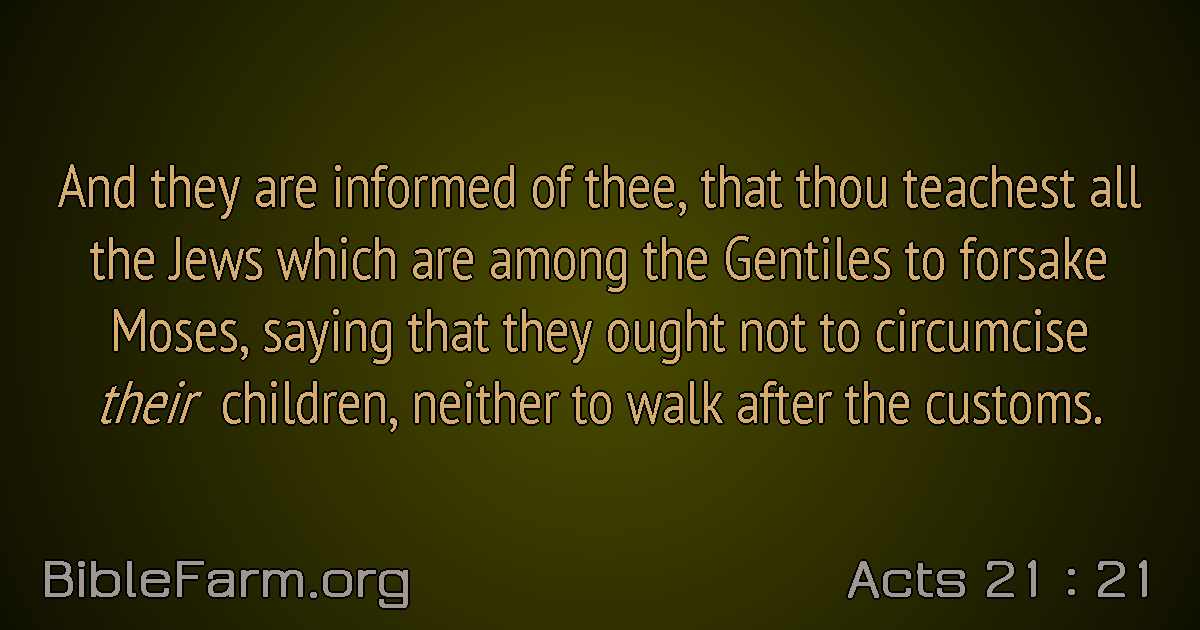 And they are informed of thee, that thou teachest all
the Jews which are among the Gentiles to forsake
Moses, saying that they ought not to circumcise
their children, neither to walk after the customs.
BibleFarm.org
Acts 21 : 21